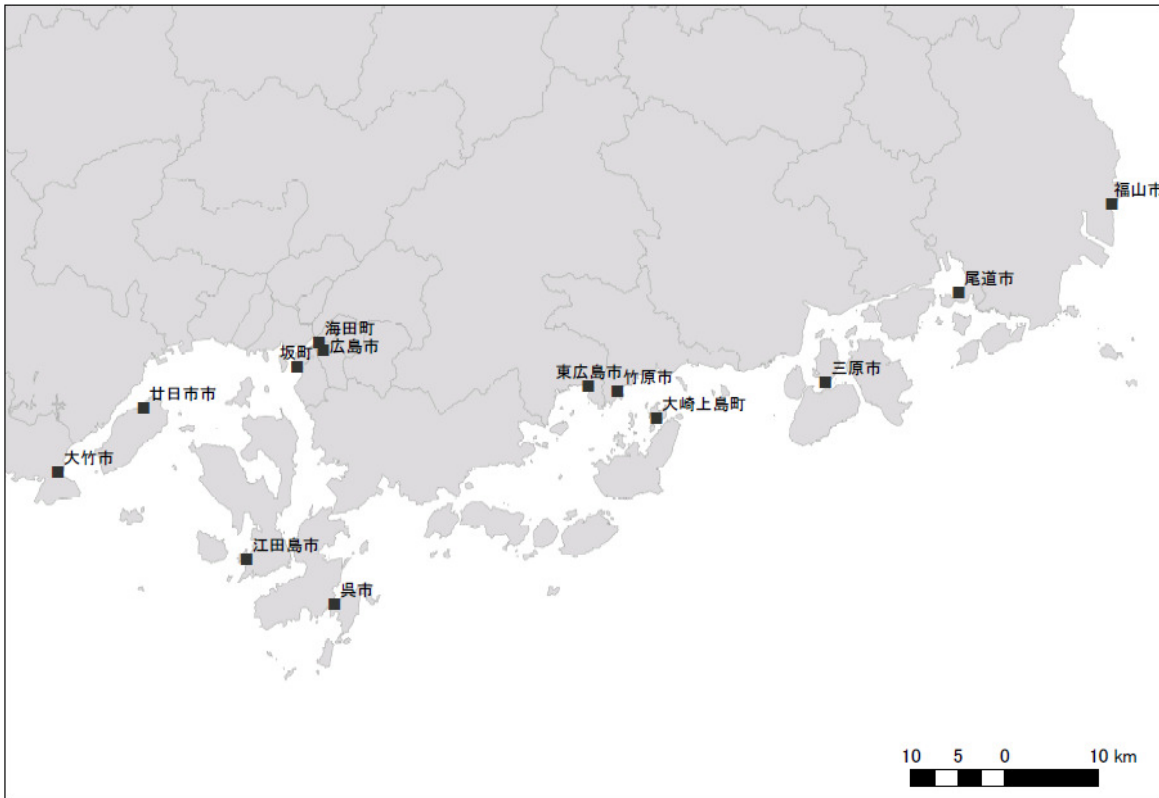 福山市
尾道市
海田町
広島市
坂町
東広島市
竹原市
三原市
廿日市市
大崎上島町
大竹市
江田島市
呉市
10 5 0 10 km